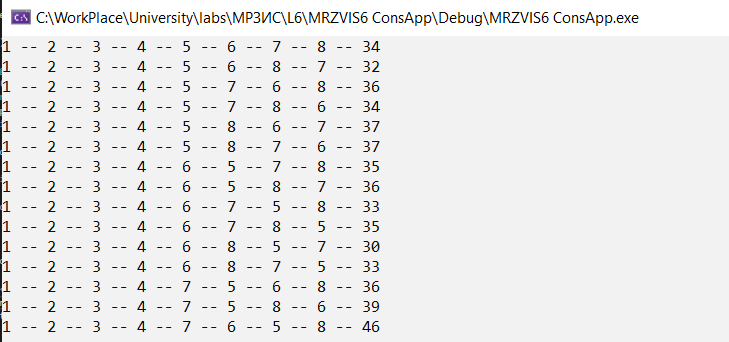 C:\WorkPlace\University\labs\МРЗИС\L6\MRZVIS6 ConsApp\Debug\MRZVIS6 ConsApp.exe
1 -- 2 -- 3 -- 4 -- 5 -- 6 -- 7 -- 8 -- 34
1 -- 2 -- 3 -- 4 -- 5 -- 6 -- 8 -- 7 -- 32
1 -- 2 -- 3 -- 4 -- 5 -- 7 -- 6 -- 8 -- 36
1 -- 2 -- 3 -- 4 -- 5 -- 7 -- 8 -- 6 -- 34
1 -- 2 -- 3 -- 4 -- 5 -- 8 -- 6 -- 7 -- 37
1 -- 2 -- 3 -- 4 -- 5 -- 8 -- 7 -- 6 -- 37
1 -- 2 -- 3 -- 4 -- 6 -- 5 -- 7 -- 8 -- 35
1 -- 2 -- 3 -- 4 -- 6 -- 5 -- 8 -- 7 -- 36
1 -- 2 -- 3 -- 4 -- 6 -- 7 -- 5 -- 8 -- 33
1 -- 2 -- 3 -- 4 -- 6 -- 7 -- 8 -- 5 -- 35
1 -- 2 -- 3 -- 4 -- 6 -- 8 -- 5 -- 7 -- 30
1 -- 2 -- 3 -- 4 -- 6 -- 8 -- 7 -- 5 -- 33
1 -- 2 -- 3 -- 4 -- 7 -- 5 -- 6 -- 8 -- 36
1 -- 2 -- 3 -- 4 -- 7 -- 5 -- 8 -- 6 -- 39
1 -- 2 -- 3 -- 4 -- 7 -- 6 -- 5 -- 8 -- 46